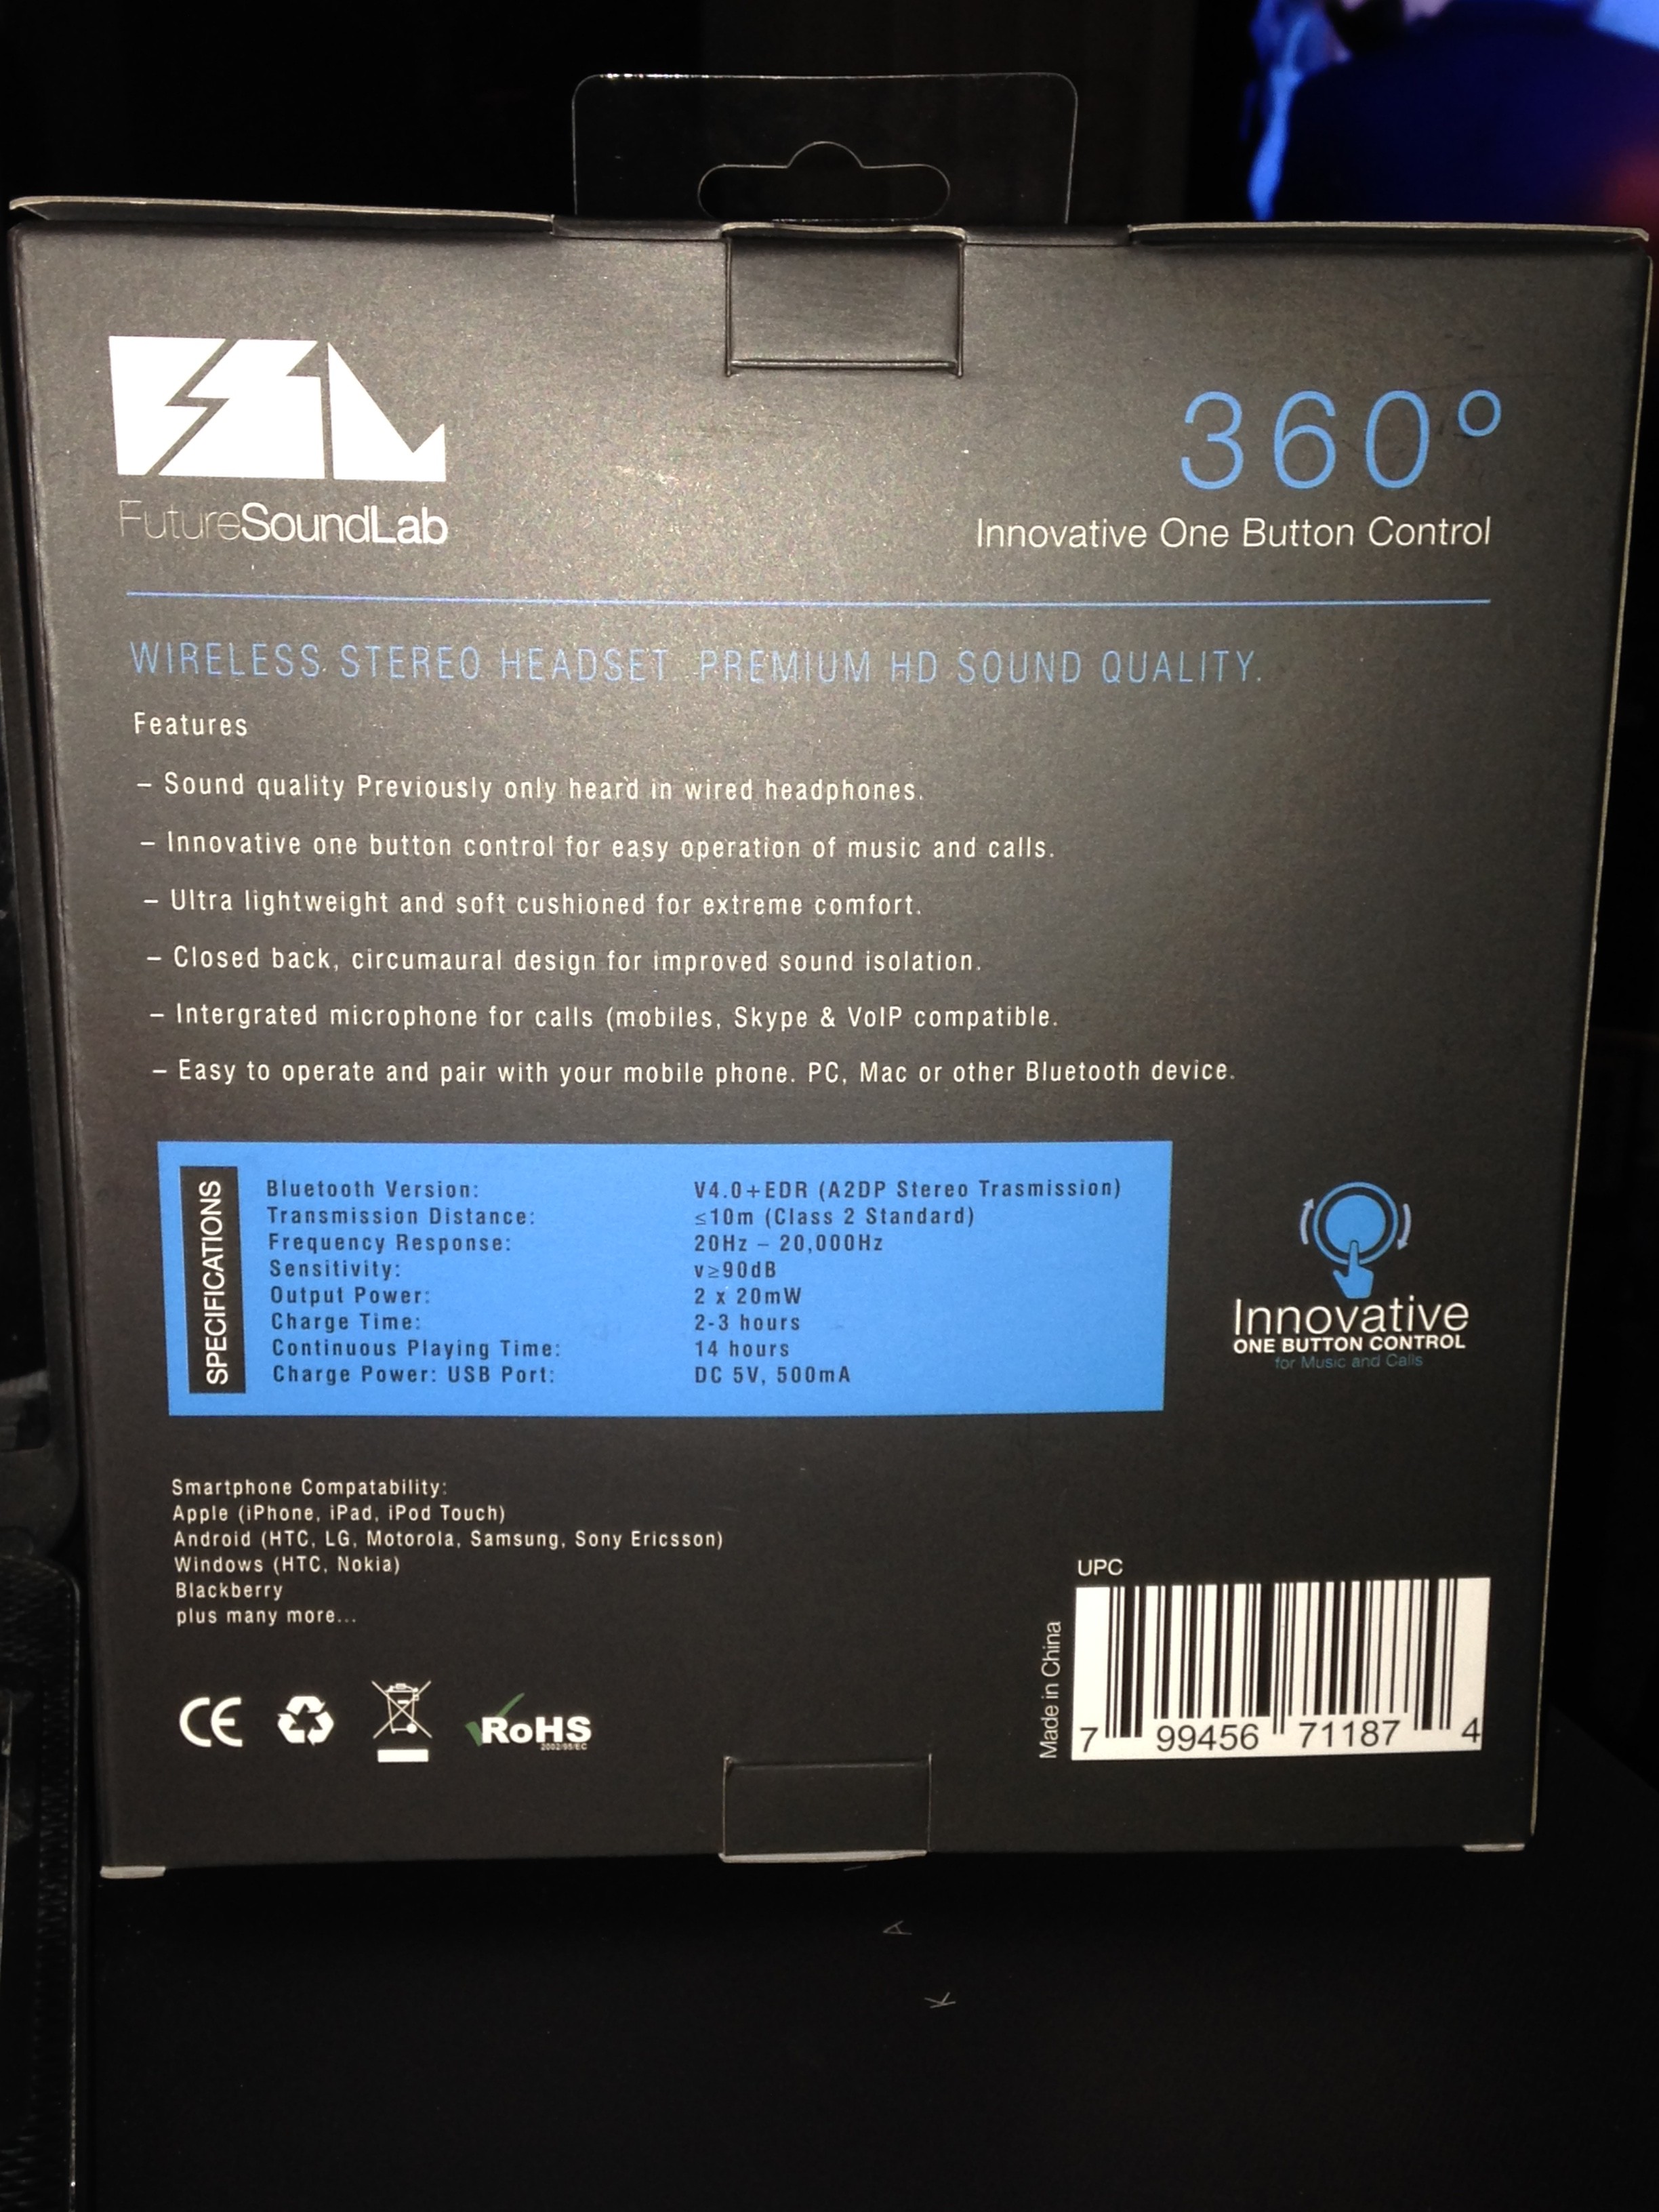 FSL
FutureSoundLab
360°
Innovative One Button Control
WIRELESS STEREO HEADSET. PREMIUM HD SOUND QUALITY.
Features
– Sound quality Previously only heard in wired headphones.
– Innovative one button control for easy operation of music and calls.
– Ultra lightweight and soft cushioned for extreme comfort.
– Closed back, circumaural design for improved sound isolation.
– Intergrated microphone for calls (mobiles, Skype & VoIP compatible.
– Easy to operate and pair with your mobile phone. PC, Mac or other Bluetooth device.
SPECIFICATIONS
Bluetooth Version: V4.0+EDR (A2DP Stereo Trasmission)
Transmission Distance: ≤10m (Class 2 Standard)
Frequency Response: 20Hz – 20,000Hz
Sensitivity: v≥90dB
Output Power: 2 x 20mW
Charge Time: 2-3 hours
Continuous Playing Time: 14 hours
Charge Power: USB Port: DC 5V, 500mA
Innovative
ONE BUTTON CONTROL
for Music and Calls
Smartphone Compatability:
Apple (iPhone, iPad, iPod Touch)
Android (HTC, LG, Motorola, Samsung, Sony Ericsson)
Windows (HTC, Nokia)
Blackberry
plus many more...
CE
RoHS
2002/95/EC
UPC
Made in China
7 99456 71187 4
A
K